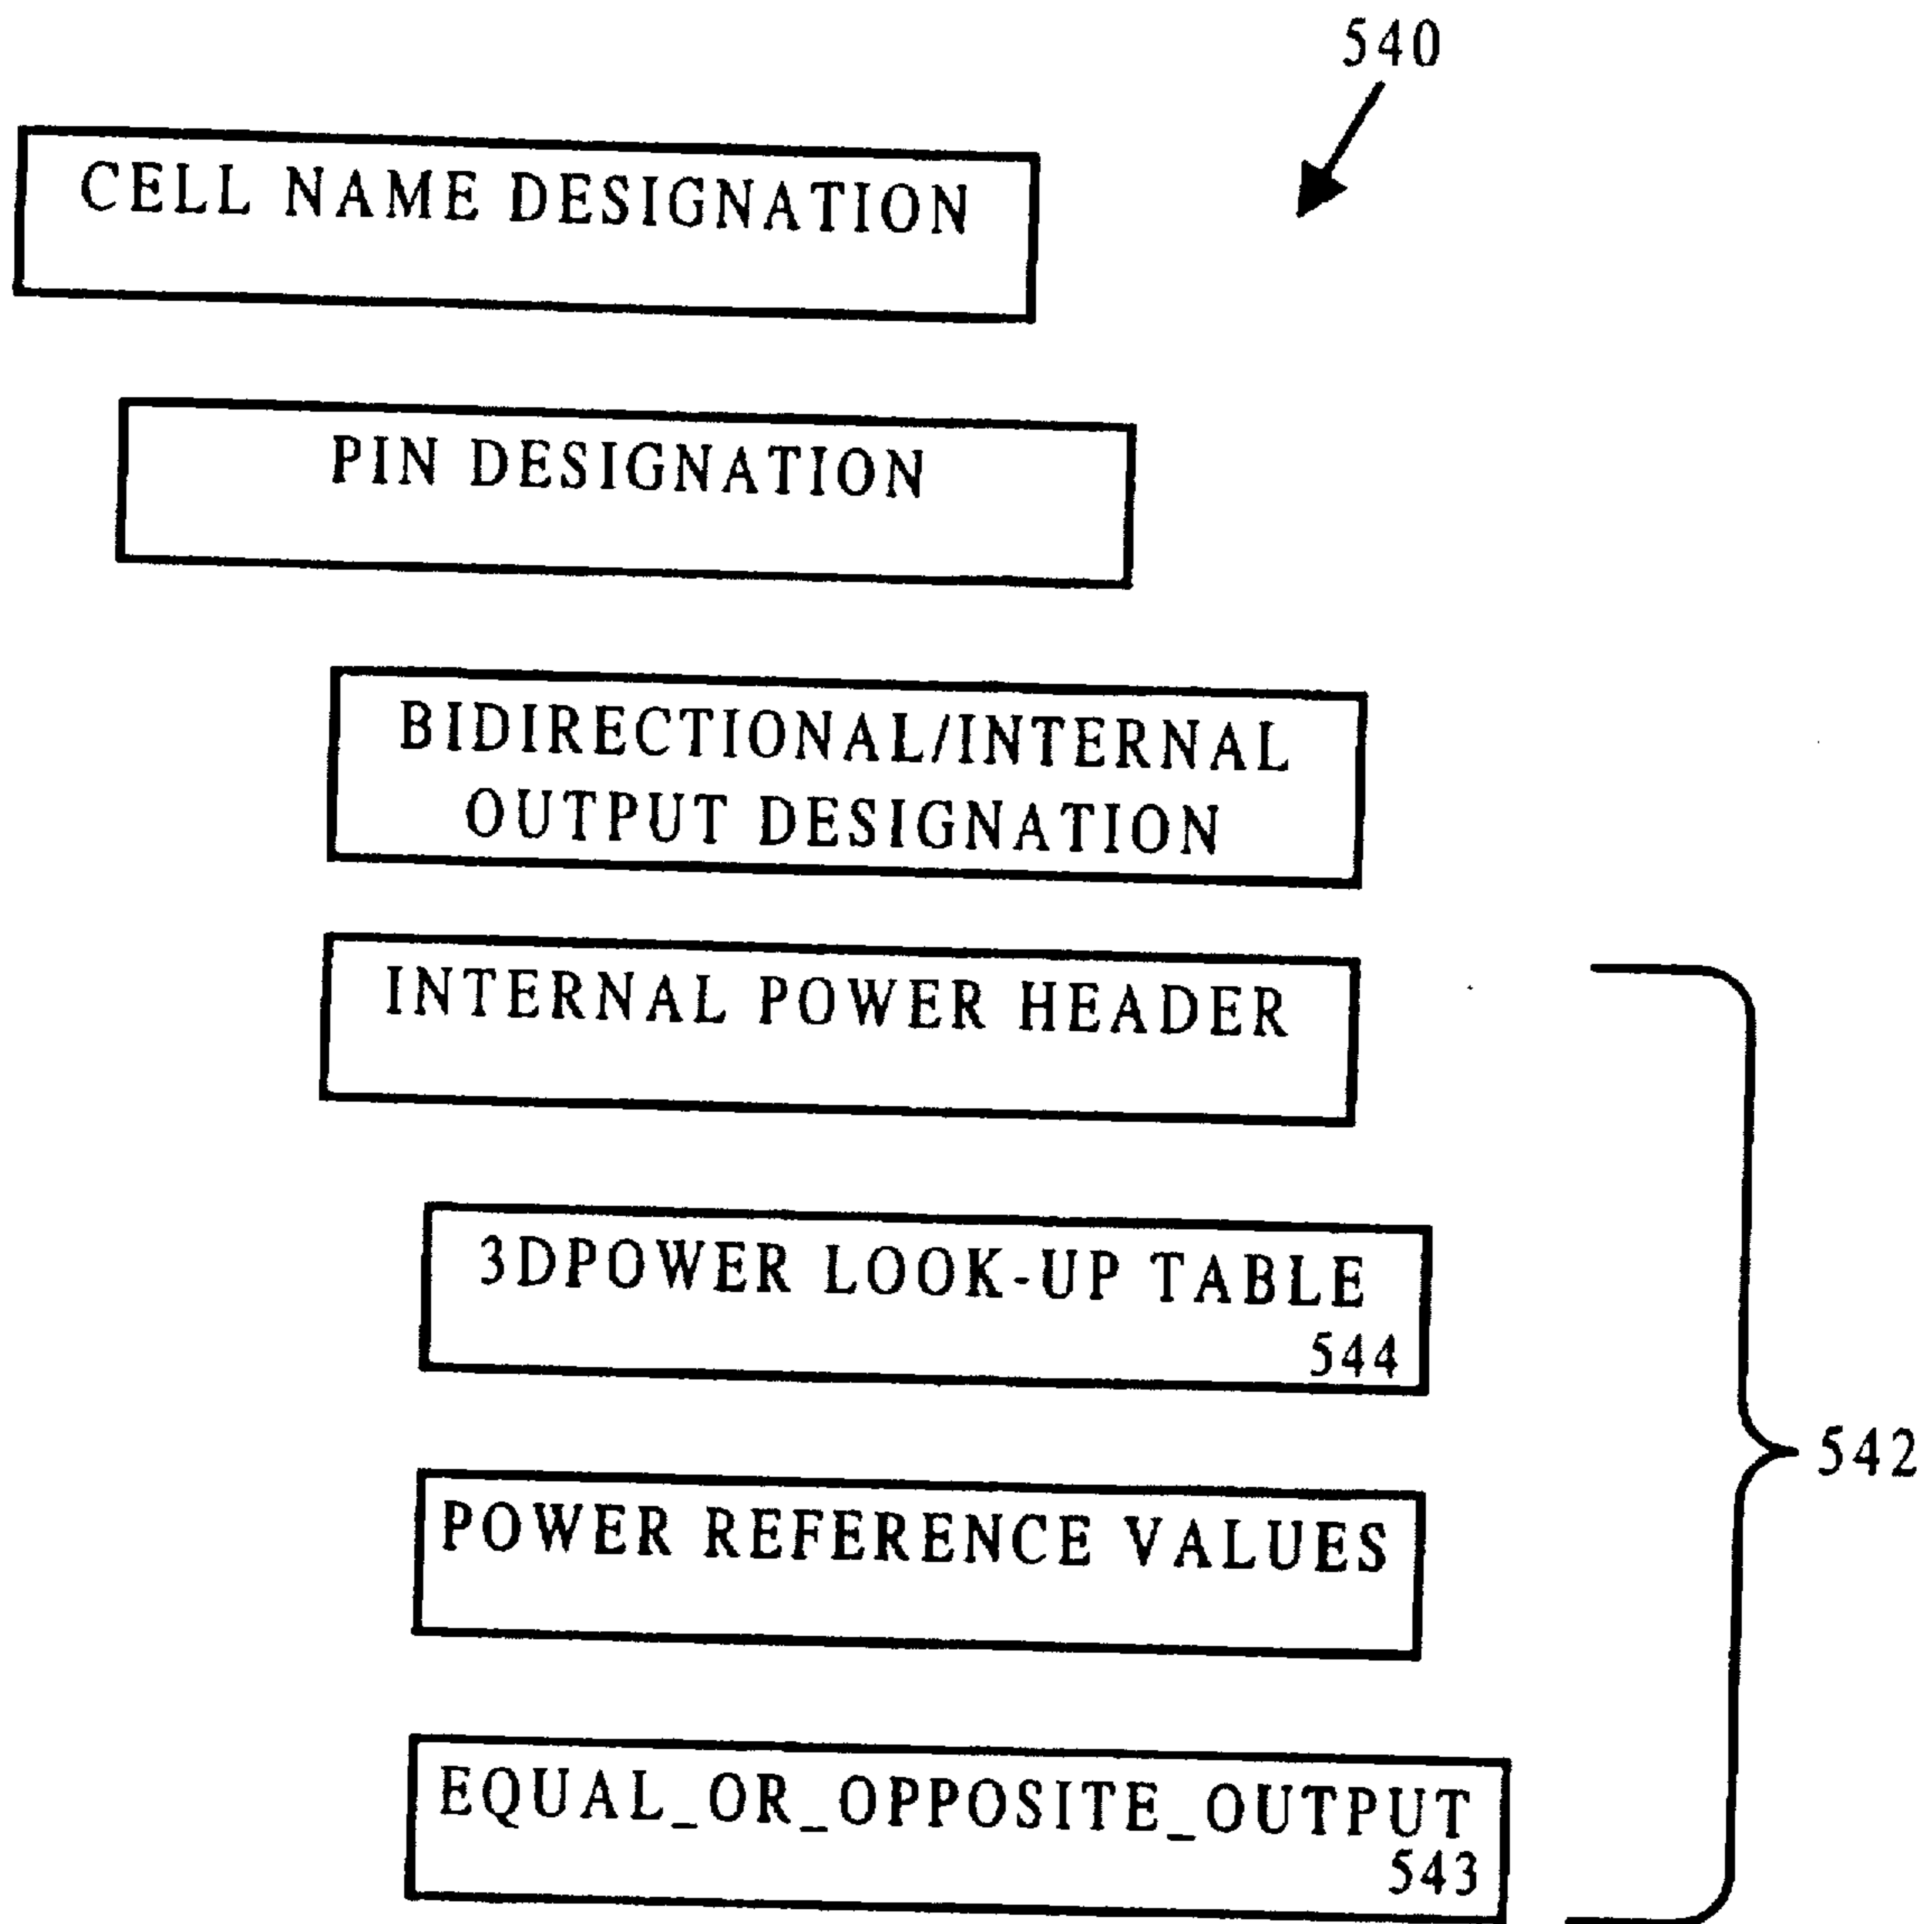 540
CELL NAME DESIGNATION
PIN DESIGNATION
BIDIRECTIONAL/INTERNAL
OUTPUT DESIGNATION
INTERNAL POWER HEADER
3DPOWER LOOK-UP TABLE
544
542
POWER REFERENCE VALUES
EQUAL_OR_OPPOSITE_OUTPUT
543